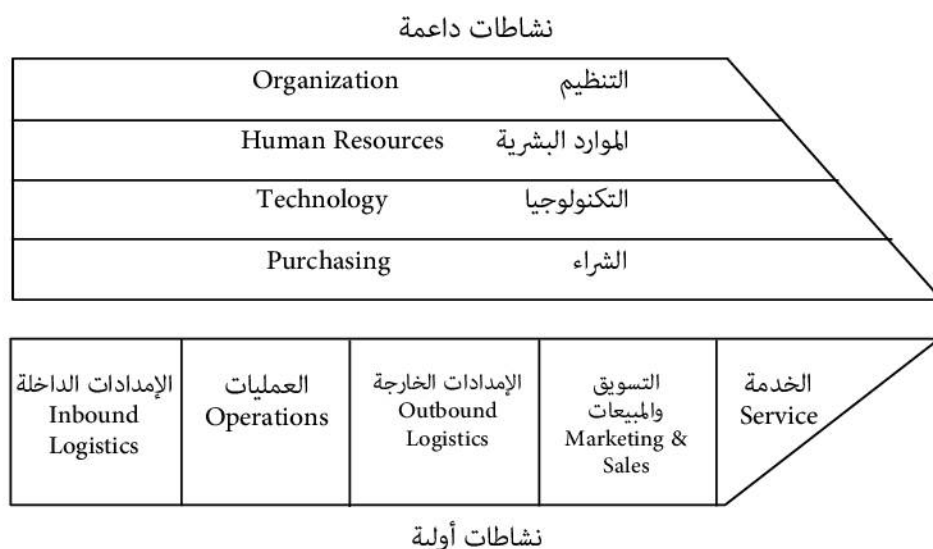 نشاطات داعمة
Organization التنظيم
Human Resources الموارد البشرية
Technology التكنولوجيا
Purchasing الشراء
الإمدادات الداخلة
Inbound
Logistics
العمليات
Operations
الإمدادات الخارجة
Outbound
Logistics
التسويق
والمبيعات
Marketing &
Sales
الخدمة
Service
نشاطات أولية